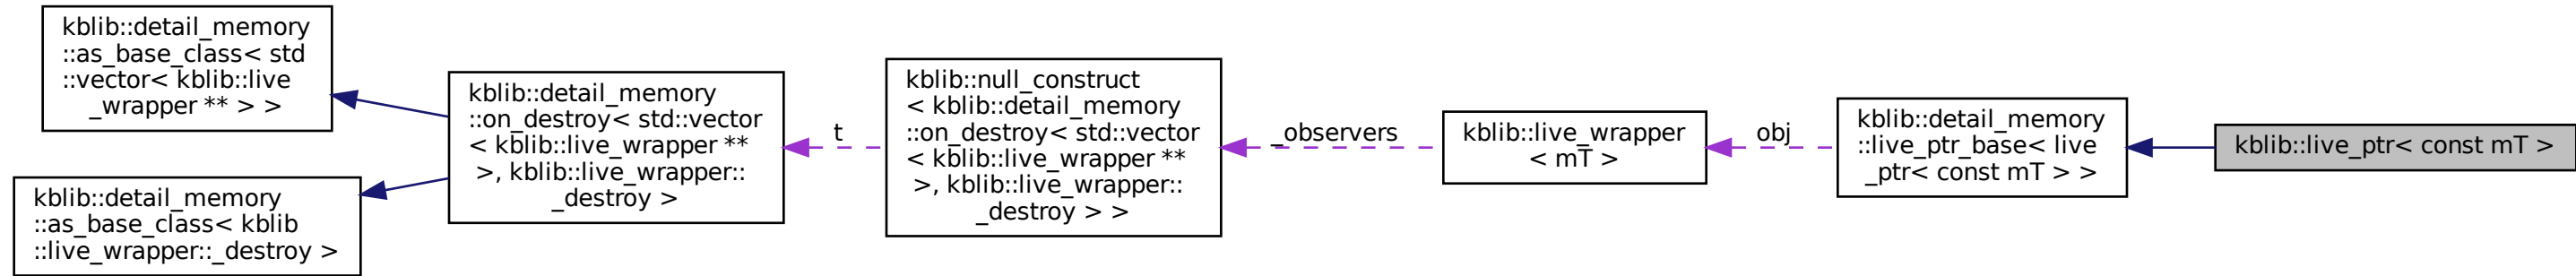 kblib::detail_memory
::as_base_class< std
::vector< kblib::live
_wrapper ** > >
kblib::detail_memory
::as_base_class< kblib
::live_wrapper::_destroy >
kblib::detail_memory
::on_destroy< std::vector
< kblib::live_wrapper **
>, kblib::live_wrapper::
_destroy >
t
kblib::null_construct
< kblib::detail_memory
::on_destroy< std::vector
< kblib::live_wrapper **
>, kblib::live_wrapper::
_destroy > >
_observers
kblib::live_wrapper
< mT >
obj_
kblib::detail_memory
::live_ptr_base< live
_ptr< const mT > >
kblib::live_ptr< const mT >